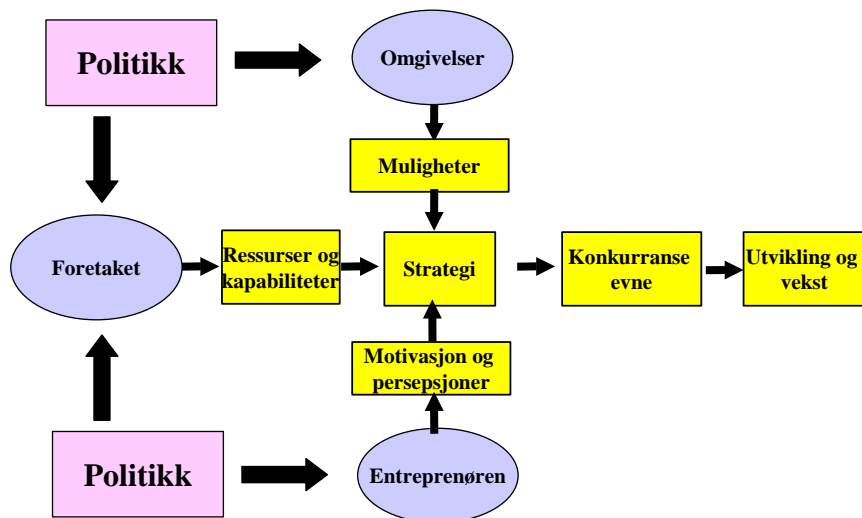 Politikk
Omgivelser
Muligheter
Foretaket
Ressurser og
kapabiliteter
Strategi
Konkurranse
evne
Utvikling og
vekst
Motivasjon og
persepsjoner
Politikk
Entreprenøren